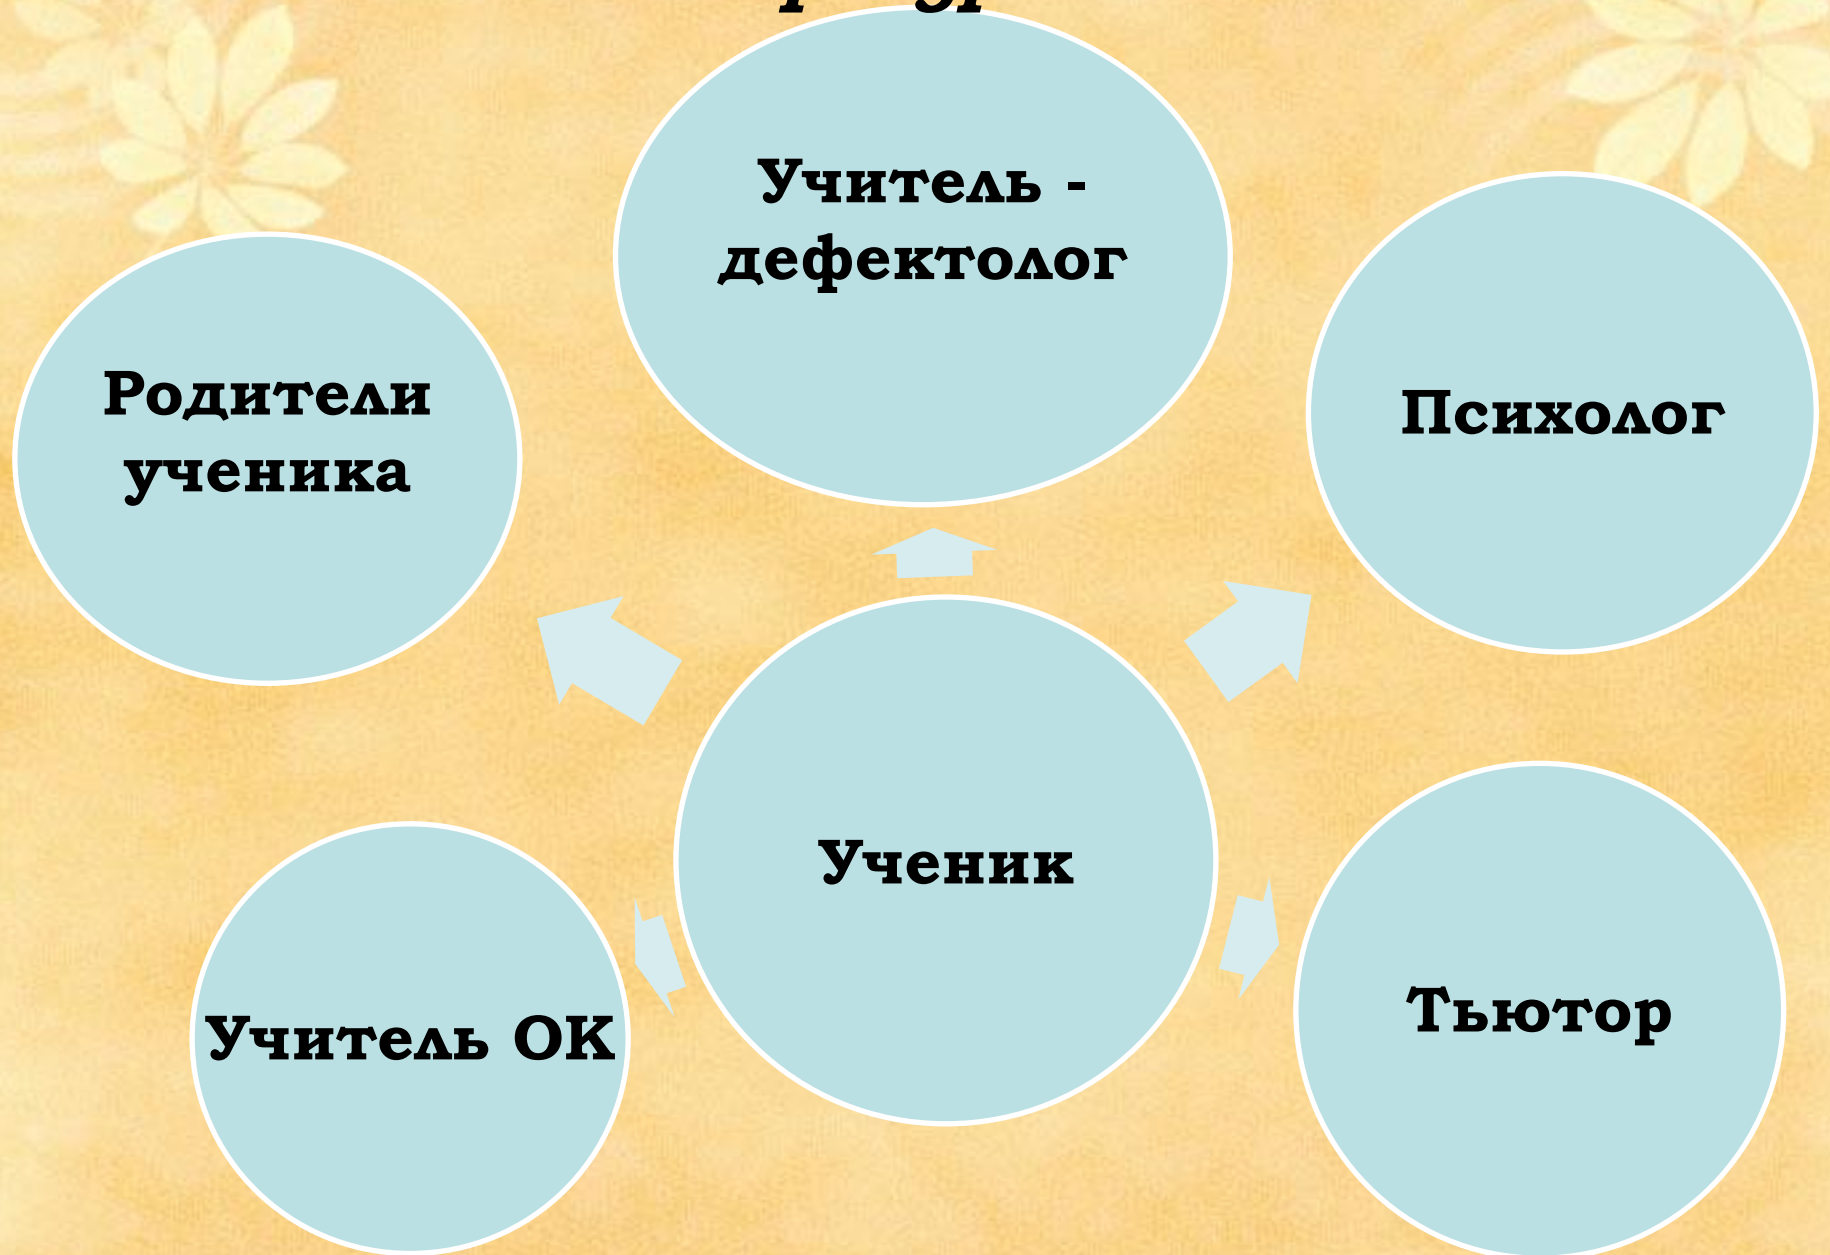 Учитель -
дефектолог
Родители
ученика
Психолог
Ученик
Учитель ОК
Тьютор